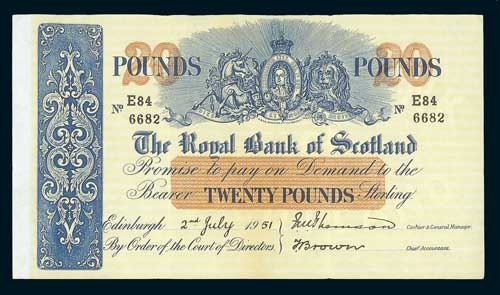 20 20
POUNDS POUNDS
Nº E84 6682 Nº E84 6682
The Royal Bank of Scotland
Promise to pay on Demand to the
Bearer TWENTY POUNDS Sterling
Edinburgh 2nd July 1951 Thomson Cashier & General Manager.
By Order of the Court of Directors. Brown Chief Accountant.